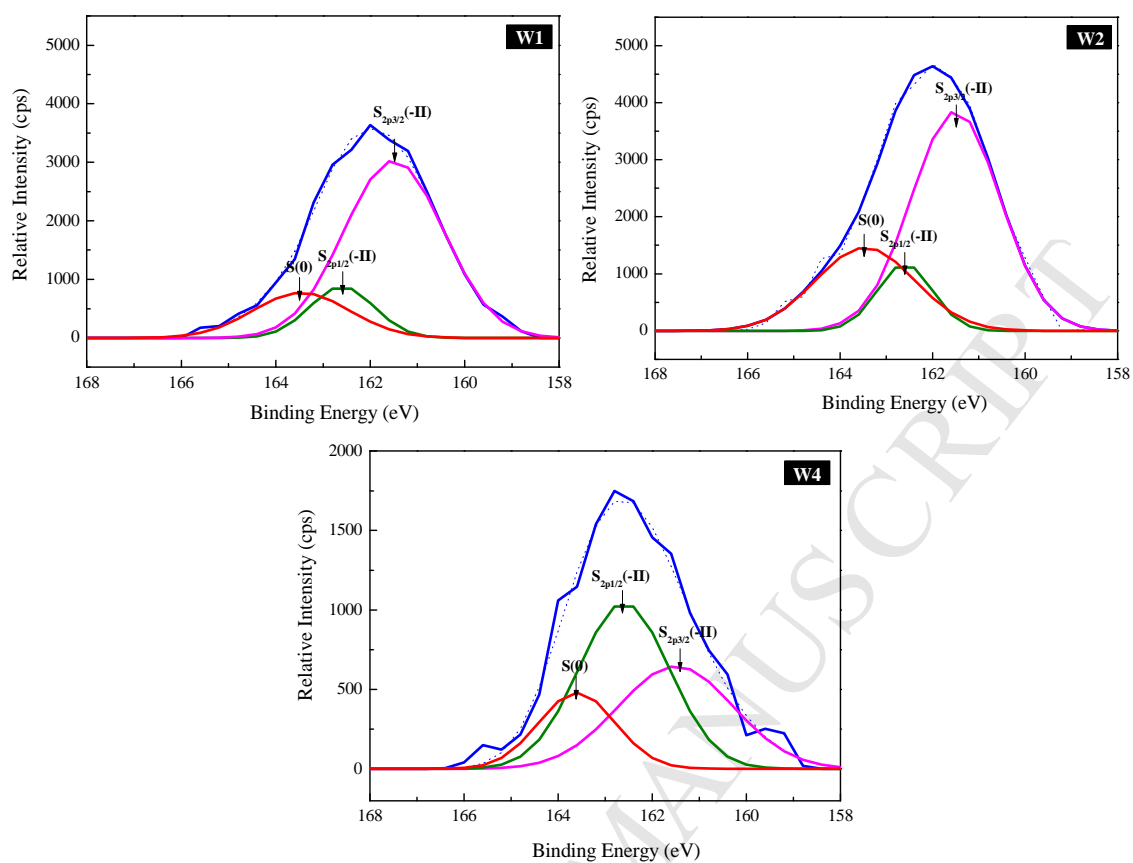 W1
5000
4000
3000
2000
1000
0
Relative Intensity (cps)
S2p3/2(-II)
S(0)
S2p1/2(-II)
168 166 164 162 160 158
Binding Energy (eV)
W2
5000
4000
3000
2000
1000
0
Relative Intensity (cps)
S2p3/2(-II)
S(0)
S2p1/2(-II)
168 166 164 162 160 158
Binding Energy (eV)
W4
2000
1500
1000
500
0
Relative Intensity (cps)
S2p1/2(-II)
S2p3/2(-II)
S(0)
168 166 164 162 160 158
Binding Energy (eV)
MANUSCRIPT